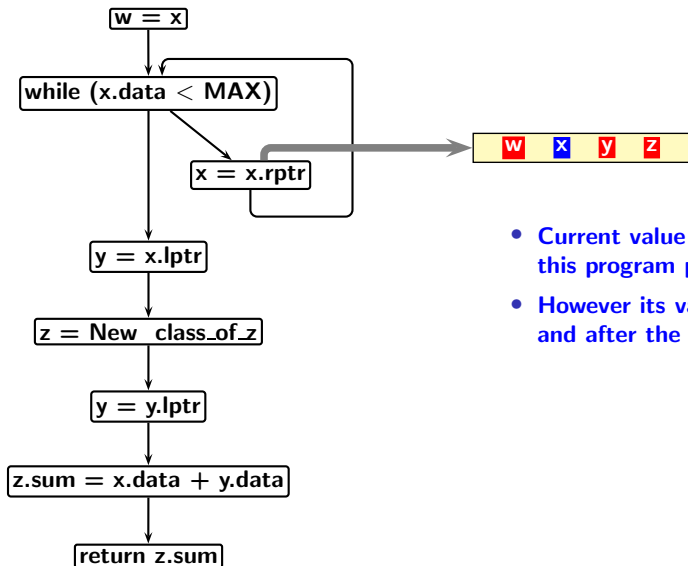 w = x
while (x.data < MAX)
x = x.rptr
w x y z
y = x.lptr
• Current value
this program
• However its
and after the
z = New class_of_z
y = y.lptr
z.sum = x.data + y.data
return z.sum